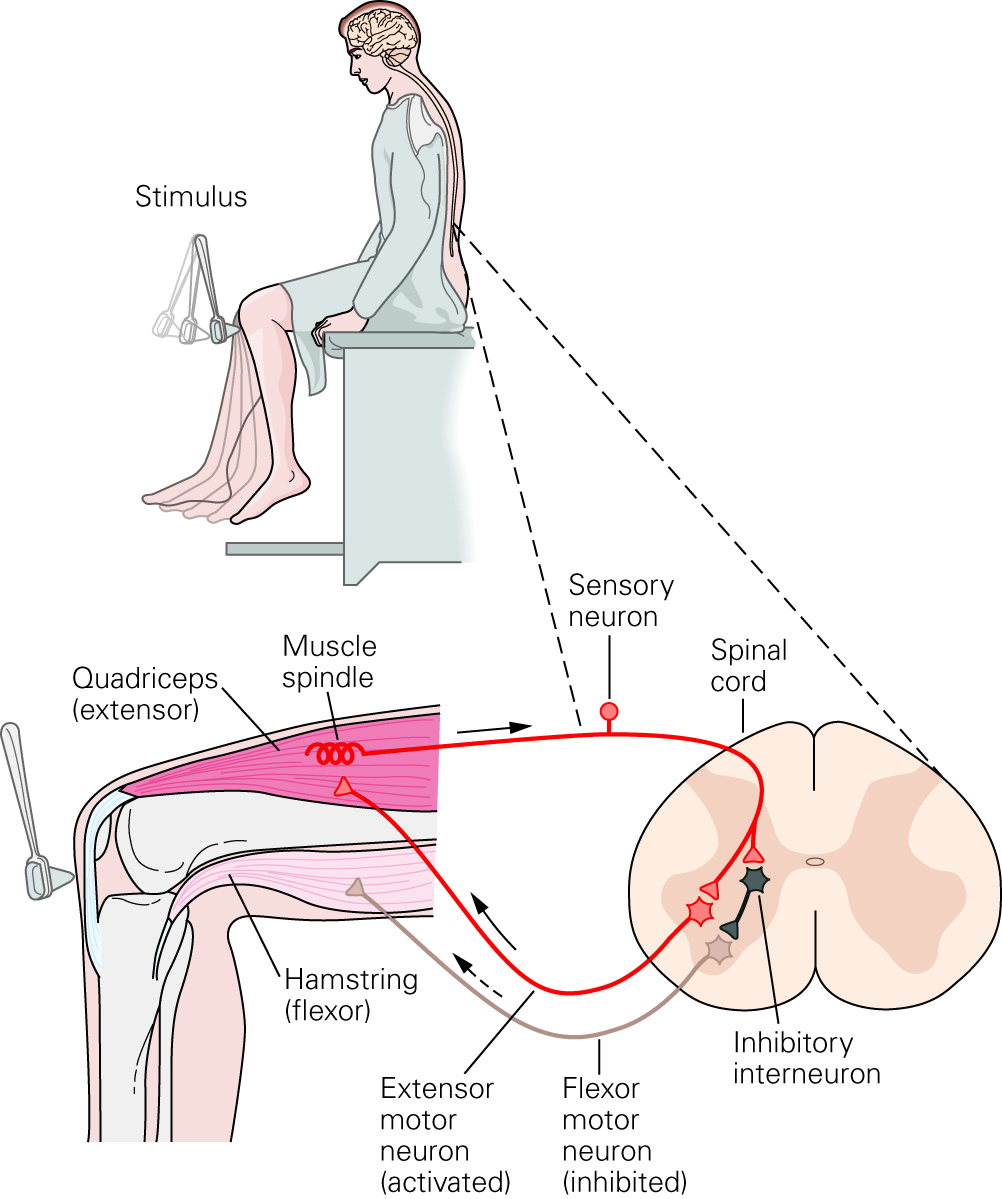 Stimulus
Sensory
neuron
Muscle
spindle
Spinal
cord
Quadriceps
(extensor)
Hamstring
(flexor)
Inhibitory
interneuron
Extensor
motor
neuron
(activated)
Flexor
motor
neuron
(inhibited)